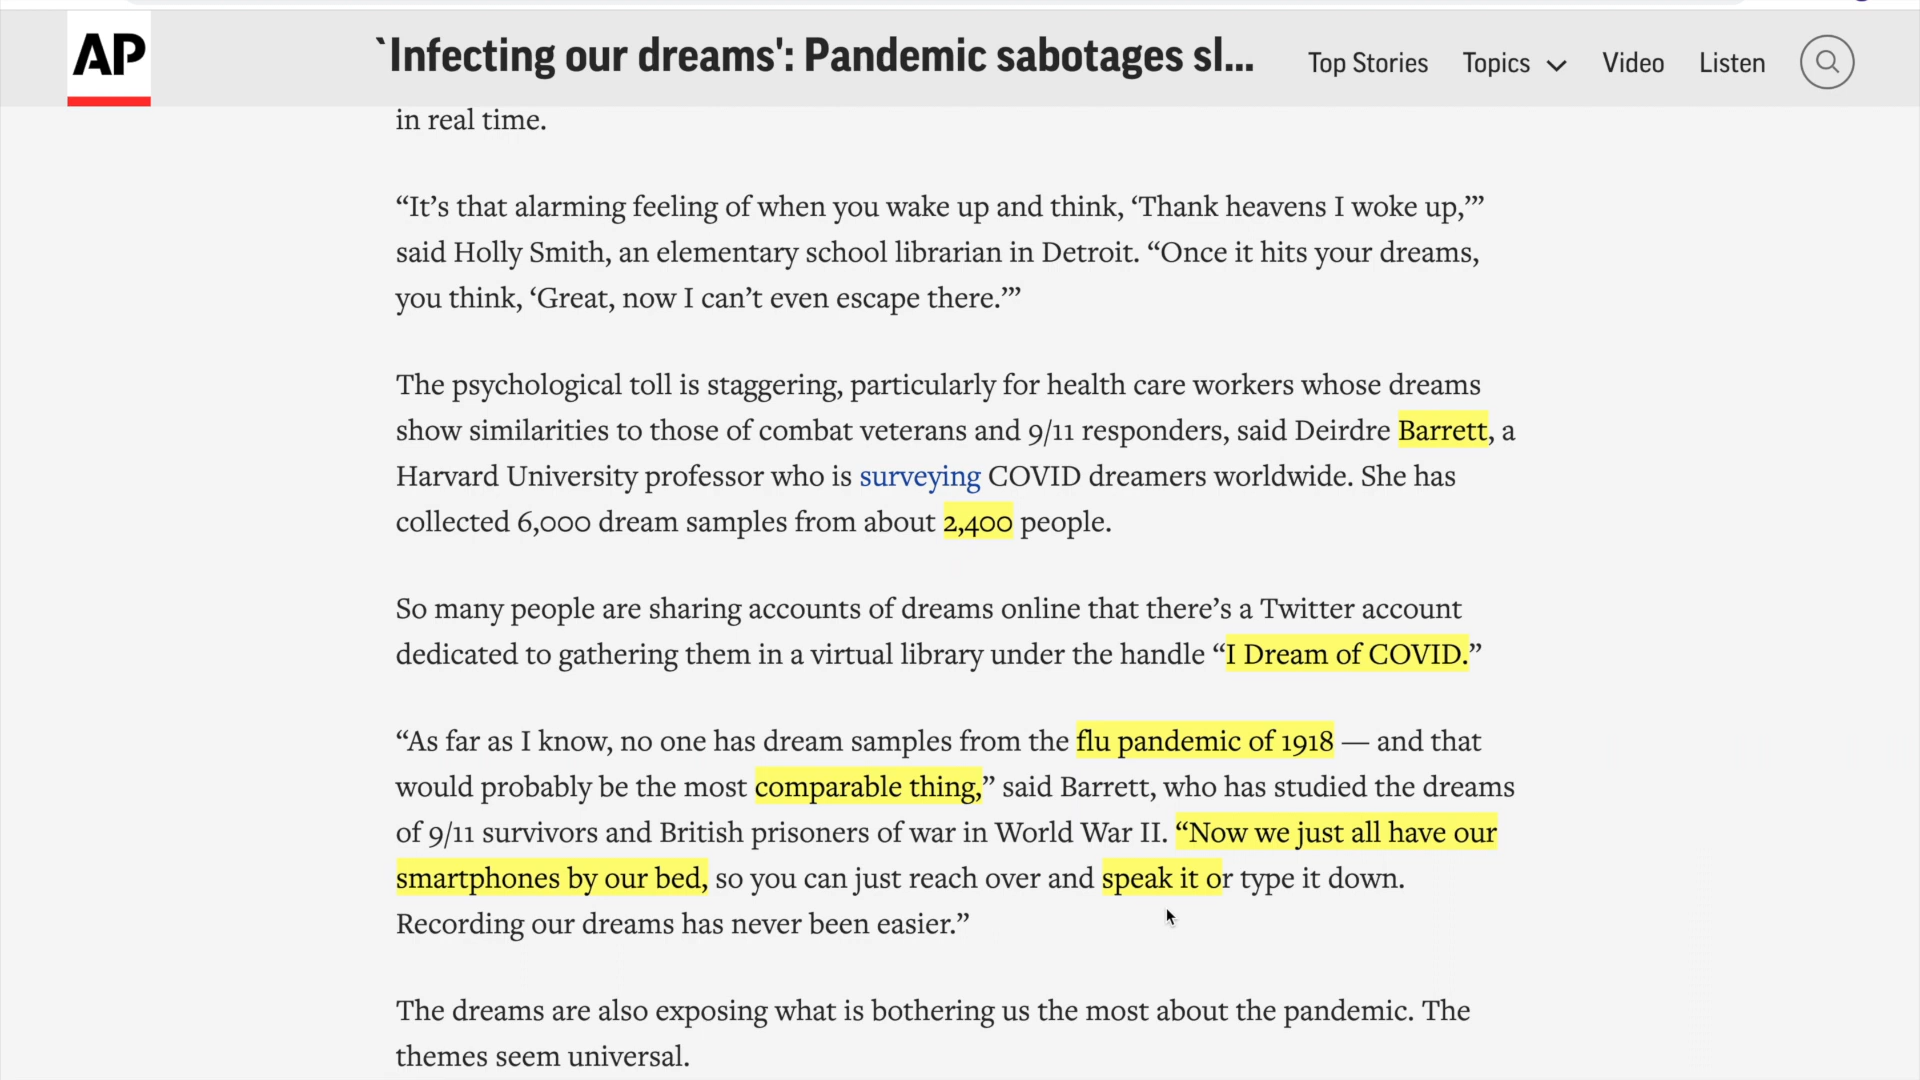 AP
`Infecting our dreams': Pandemic sabotages sl...
Top Stories
Topics
Video
Listen
in real time.
“It’s that alarming feeling of when you wake up and think, ‘Thank heavens I woke up,’”
said Holly Smith, an elementary school librarian in Detroit. “Once it hits your dreams,
you think, ‘Great, now I can’t even escape there.’”
The psychological toll is staggering, particularly for health care workers whose dreams
show similarities to those of combat veterans and 9/11 responders, said Deirdre Barrett, a
Harvard University professor who is surveying COVID dreamers worldwide. She has
collected 6,000 dream samples from about 2,400 people.
So many people are sharing accounts of dreams online that there’s a Twitter account
dedicated to gathering them in a virtual library under the handle “I Dream of COVID.”
“As far as I know, no one has dream samples from the flu pandemic of 1918 — and that
would probably be the most comparable thing,” said Barrett, who has studied the dreams
of 9/11 survivors and British prisoners of war in World War II. “Now we just all have our
smartphones by our bed, so you can just reach over and speak it or type it down.
Recording our dreams has never been easier.”
The dreams are also exposing what is bothering us the most about the pandemic. The
themes seem universal.